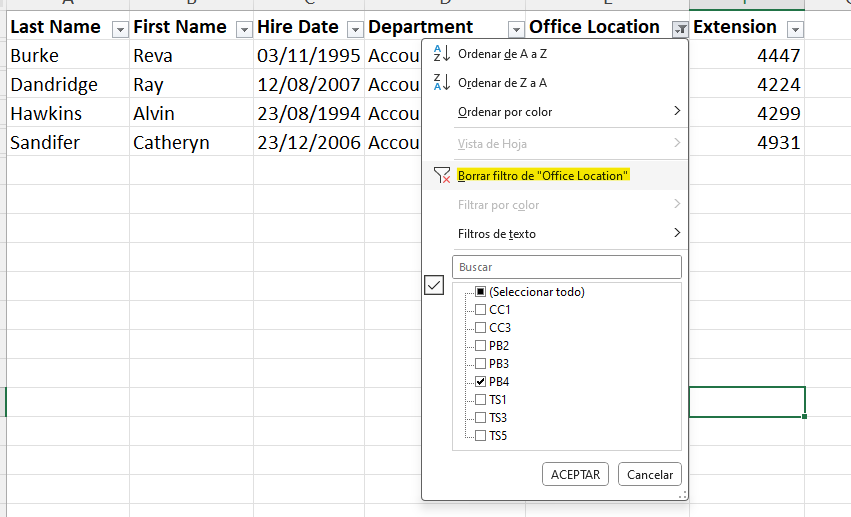 Last Name First Name Hire Date Department Office Location Extension
Burke Reva 03/11/1995 Accou 4447
Dandridge Ray 12/08/2007 Accou 4224
Hawkins Alvin 23/08/1994 Accou 4299
Sandifer Catheryn 23/12/2006 Accou 4931
Ordenar de A a Z
Ordenar de Z a A
Ordenar por color
Vista de Hoja
Borrar filtro de "Office Location"
Filtrar por color
Filtros de texto
Buscar
(Seleccionar todo)
CC1
CC3
PB2
PB3
PB4
TS1
TS3
TS5
ACEPTAR Cancelar